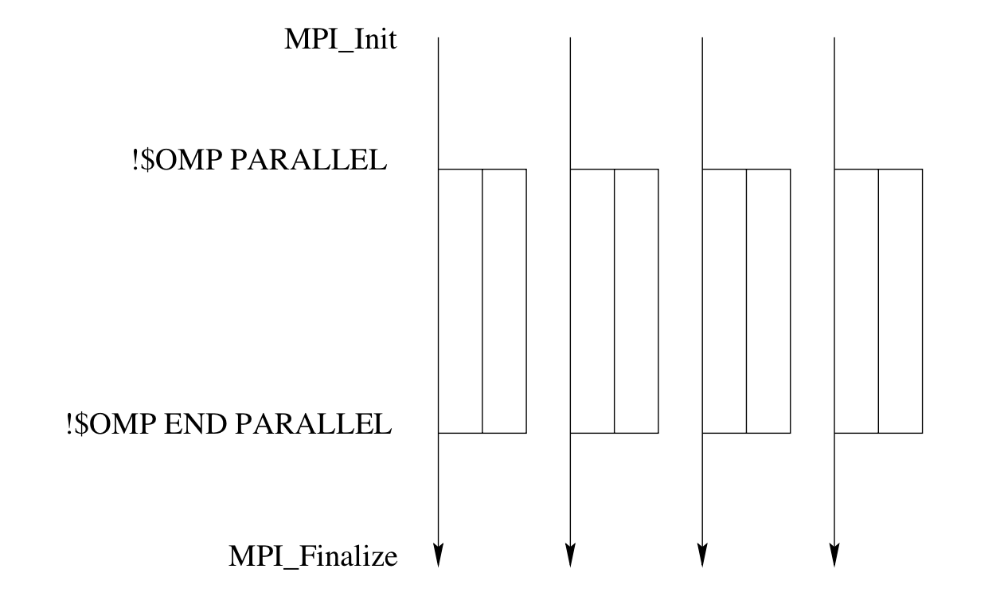 MPI_Init
!$OMP PARALLEL
!$OMP END PARALLEL
MPI_Finalize